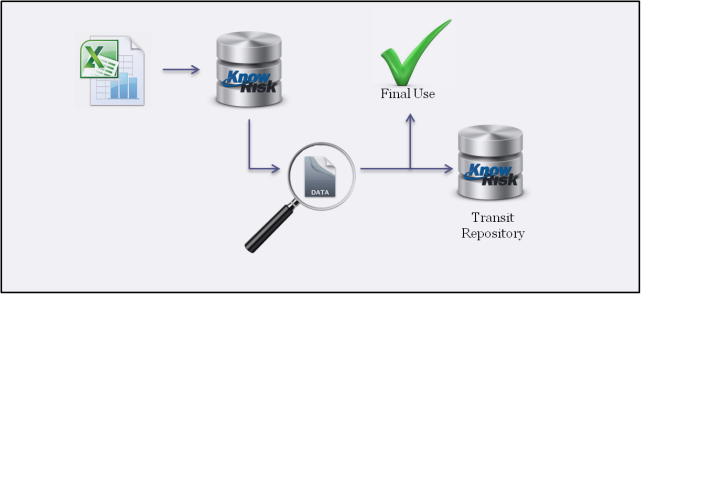 Know
Risk
Final Use
DATA
Know
Risk
Transit
Repository